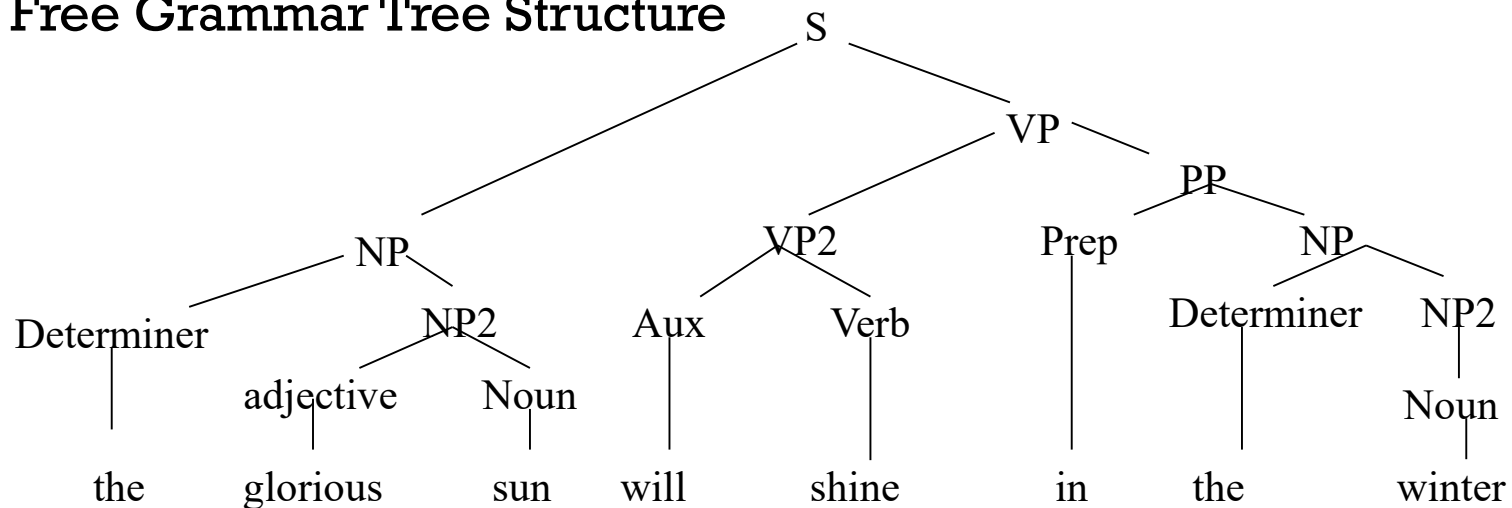 Free Grammar Tree Structure
S
VP
PP
NP VP2 Prep NP
Determiner NP2 Aux Verb Determiner NP2
adjective Noun Noun
the glorious sun will shine in the winter